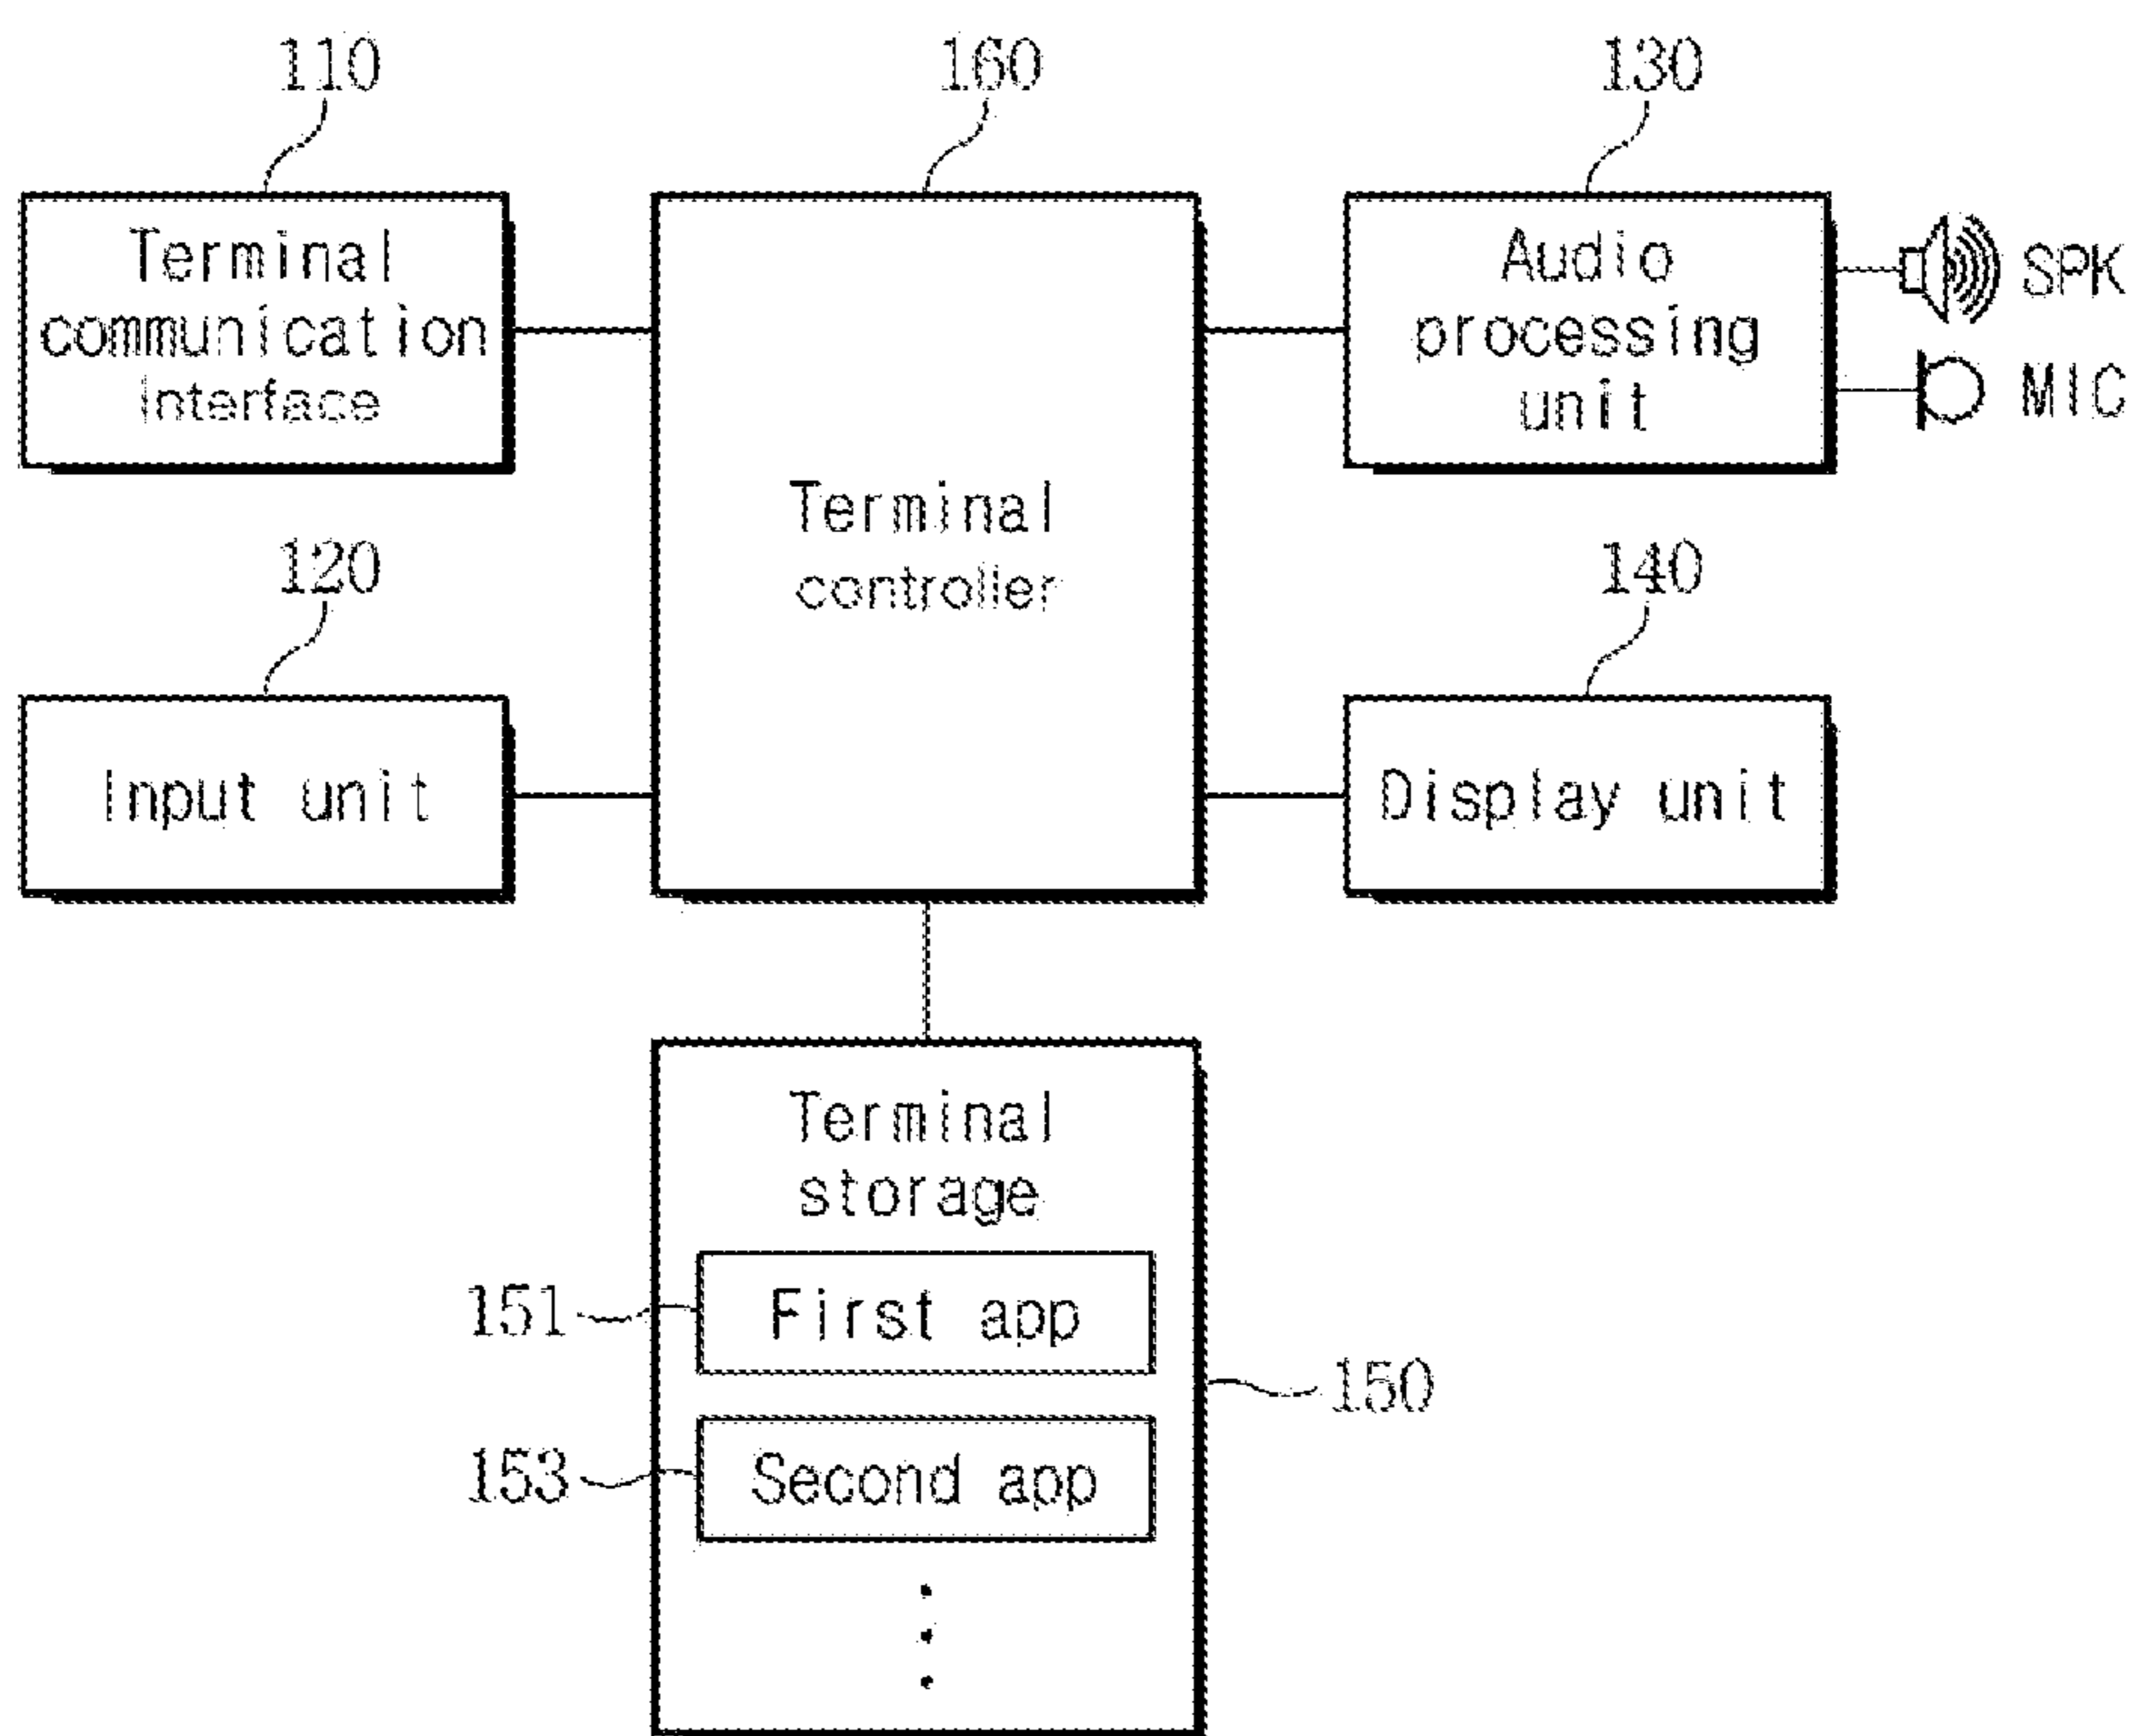 110
160
130
Terminal
communication
Interface
Audio
processing
unit
SPK
MIC
Terminal
controller
120
140
Input unit
Display unit
Terminal
storage
151
First app
150
153
Second app